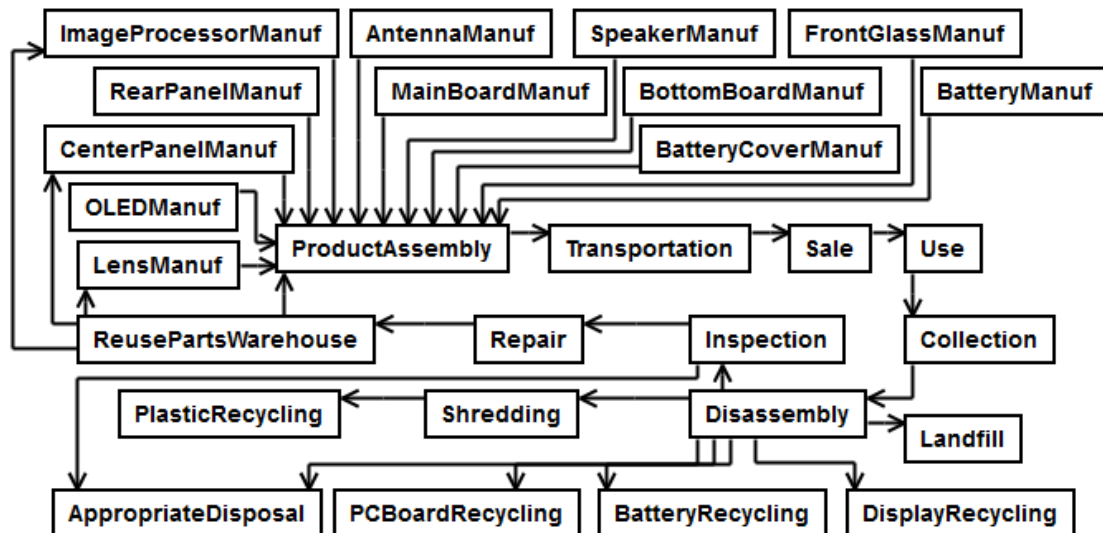 ImageProcessorManuf
AntennaManuf
SpeakerManuf
FrontGlassManuf
RearPanelManuf
MainBoardManuf
BottomBoardManuf
BatteryManuf
CenterPanelManuf
BatteryCoverManuf
OLEDManuf
ProductAssembly
Transportation
Sale
Use
LensManuf
ReusePartsWarehouse
Repair
Inspection
Collection
PlasticRecycling
Shredding
Disassembly
Landfill
AppropriateDisposal
PCBoardRecycling
BatteryRecycling
DisplayRecycling